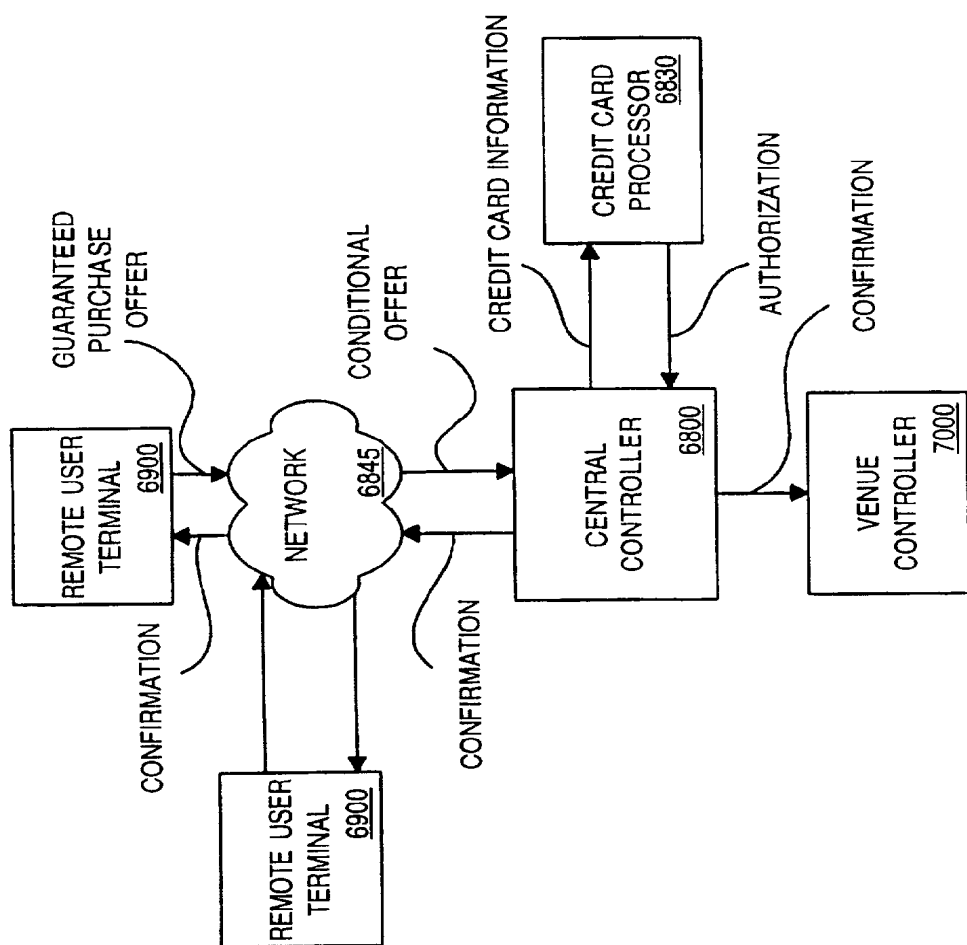 REMOTE USER
TERMINAL
6900
GUARANTEED
PURCHASE
OFFER
CONFIRMATION
NETWORK
6845
REMOTE USER
TERMINAL
6900
CONDITIONAL
OFFER
CONFIRMATION
CENTRAL
CONTROLLER
6800
CREDIT CARD INFORMATION
CREDIT CARD
PROCESSOR
6830
AUTHORIZATION
CONFIRMATION
VENUE
CONTROLLER
7000